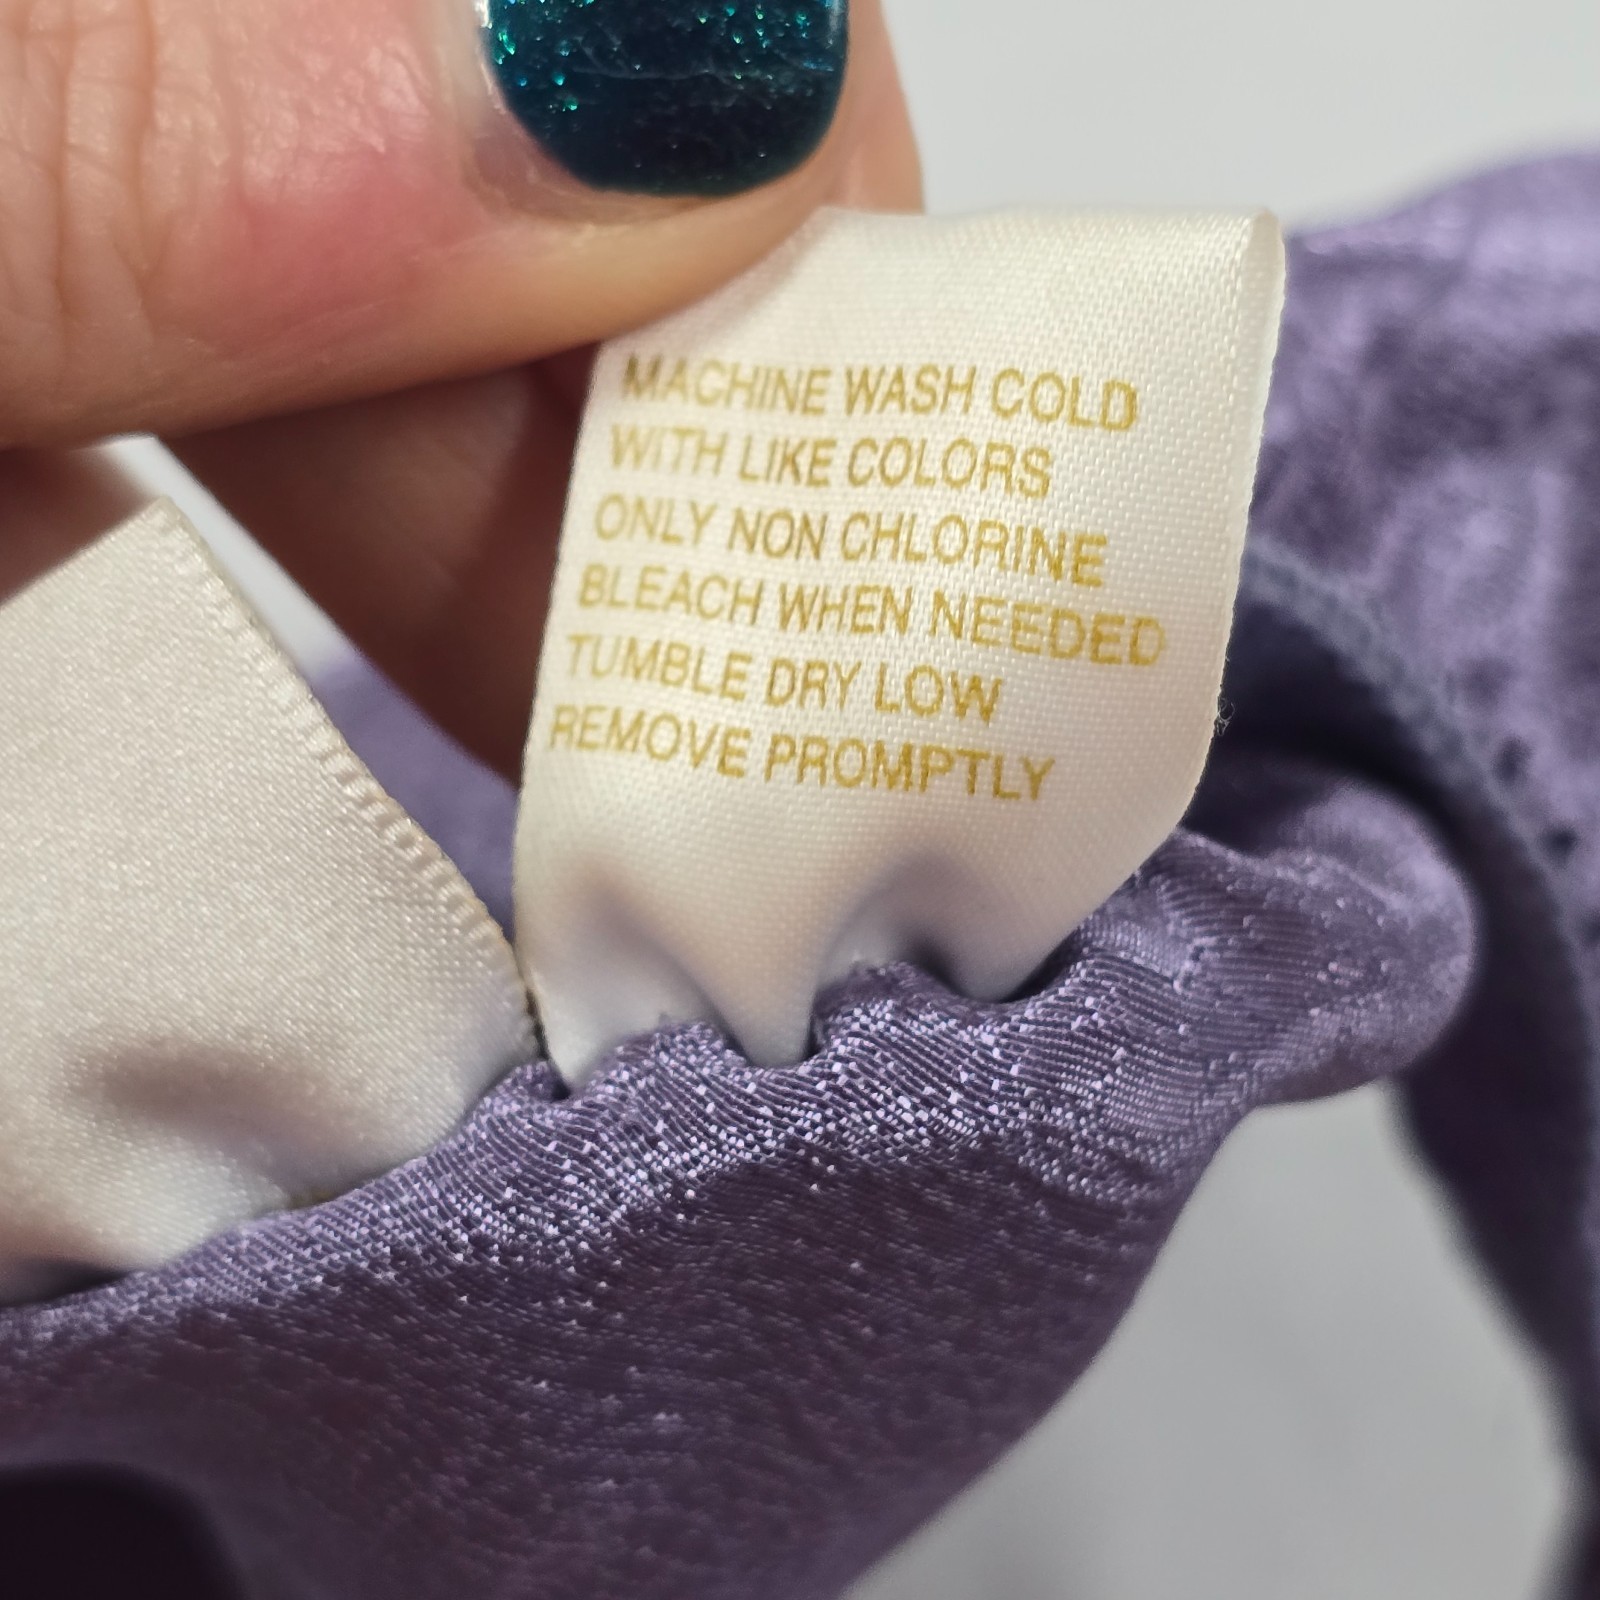 MACHINE WASH COLD
WITH LIKE COLORS
ONLY NON CHLORINE
BLEACH WHEN NEEDED
TUMBLE DRY LOW
REMOVE PROMPTLY